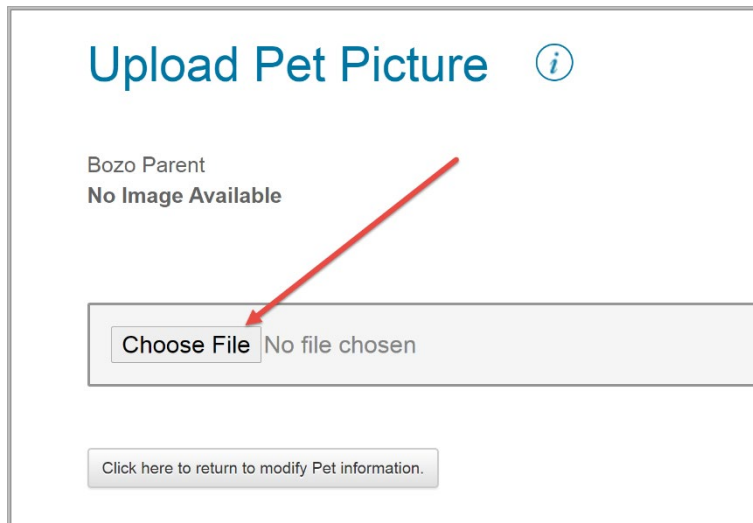 Upload Pet Picture i
Bozo Parent
No Image Available
Choose File No file chosen
Click here to return to modify Pet information.